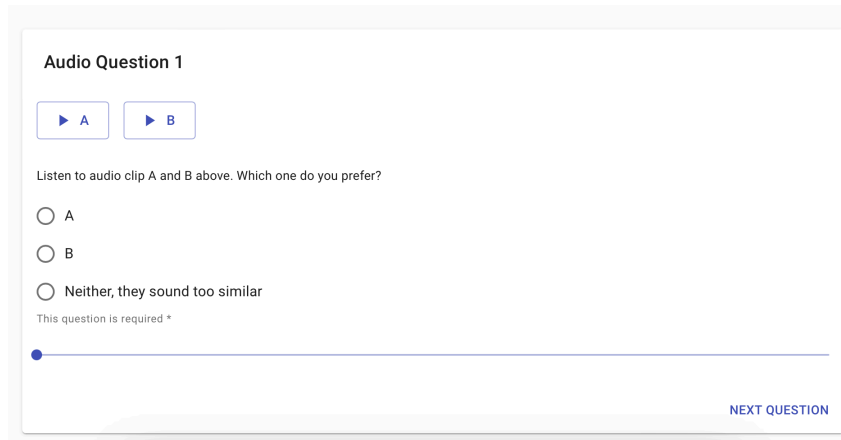 Audio Question 1
A
B
Listen to audio clip A and B above. Which one do you prefer?
A
B
Neither, they sound too similar
This question is required *
NEXT QUESTION